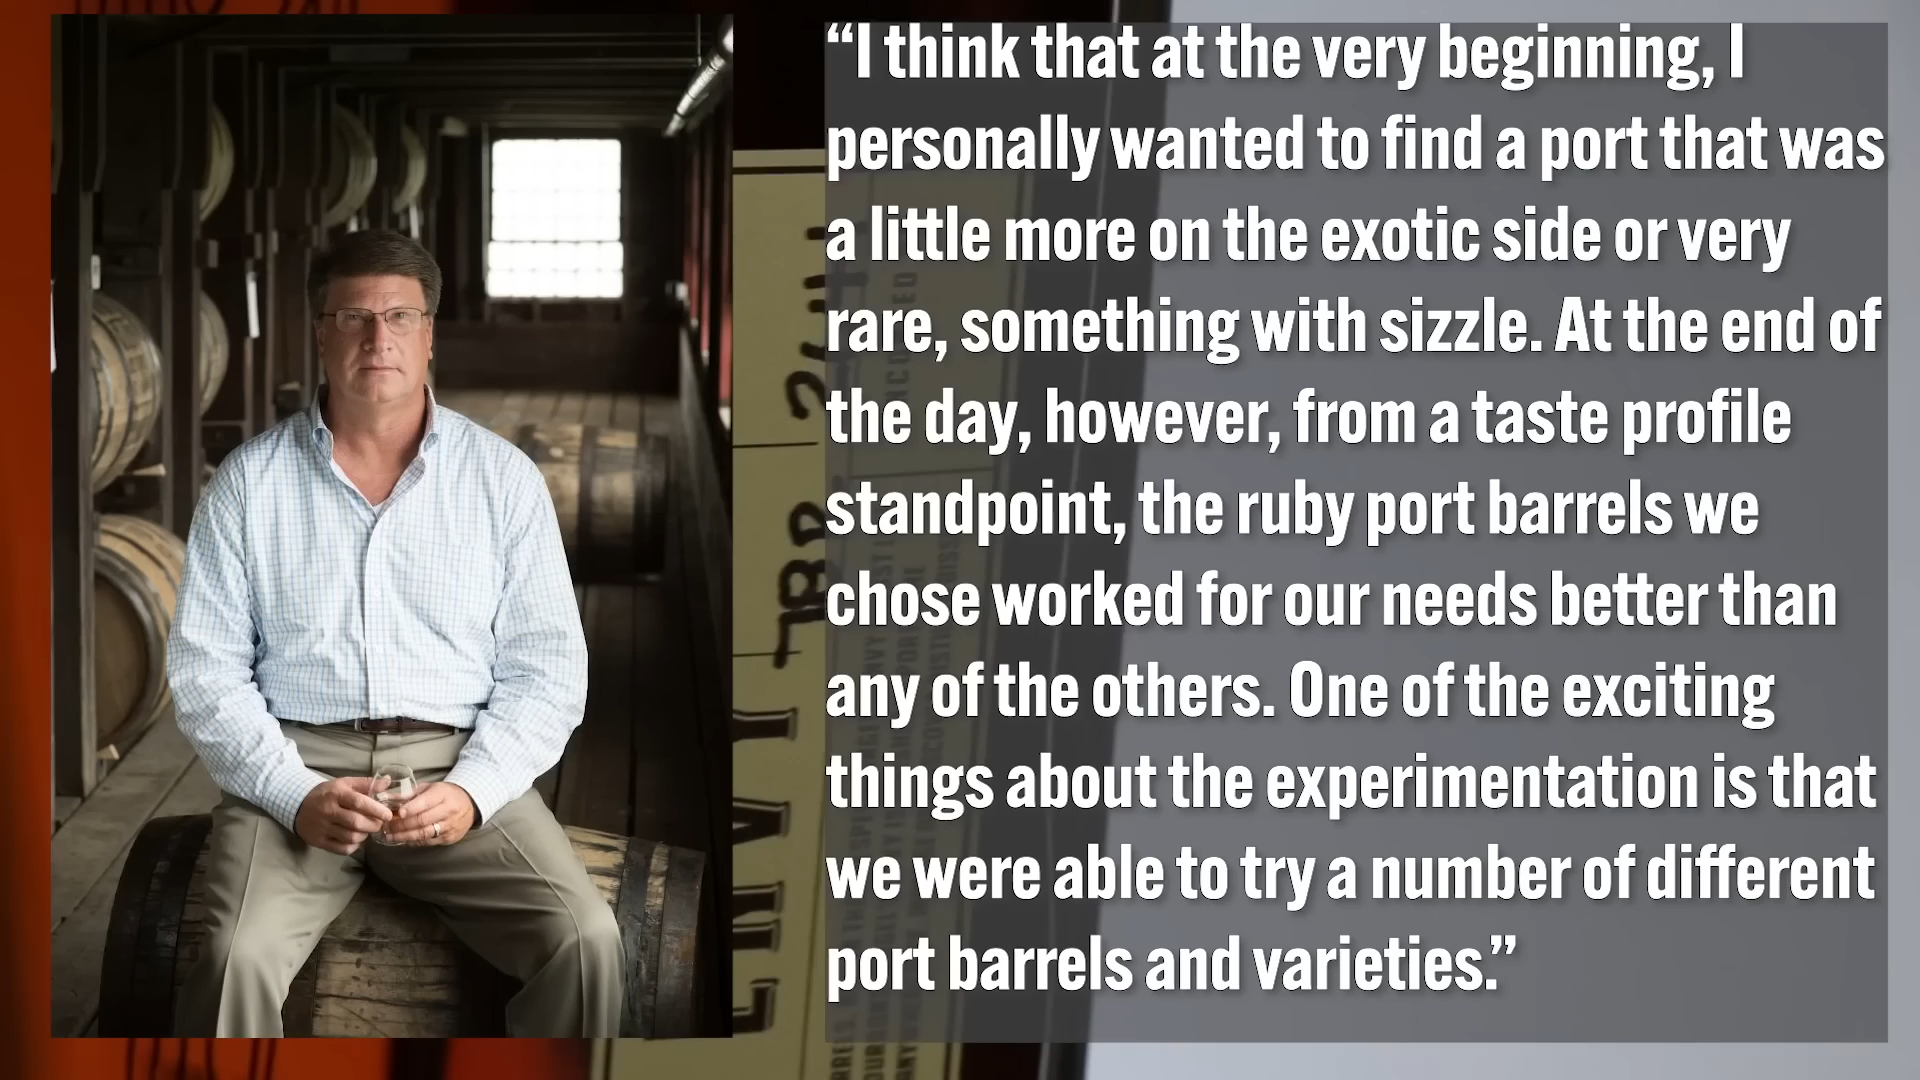 “I think that at the very beginning, I
personally wanted to find a port that was
a little more on the exotic side or very
rare, something with sizzle. At the end of
the day, however, from a taste profile
standpoint, the ruby port barrels we
chose worked for our needs better than
any of the others. One of the exciting
things about the experimentation is that
we were able to try a number of different
port barrels and varieties.”